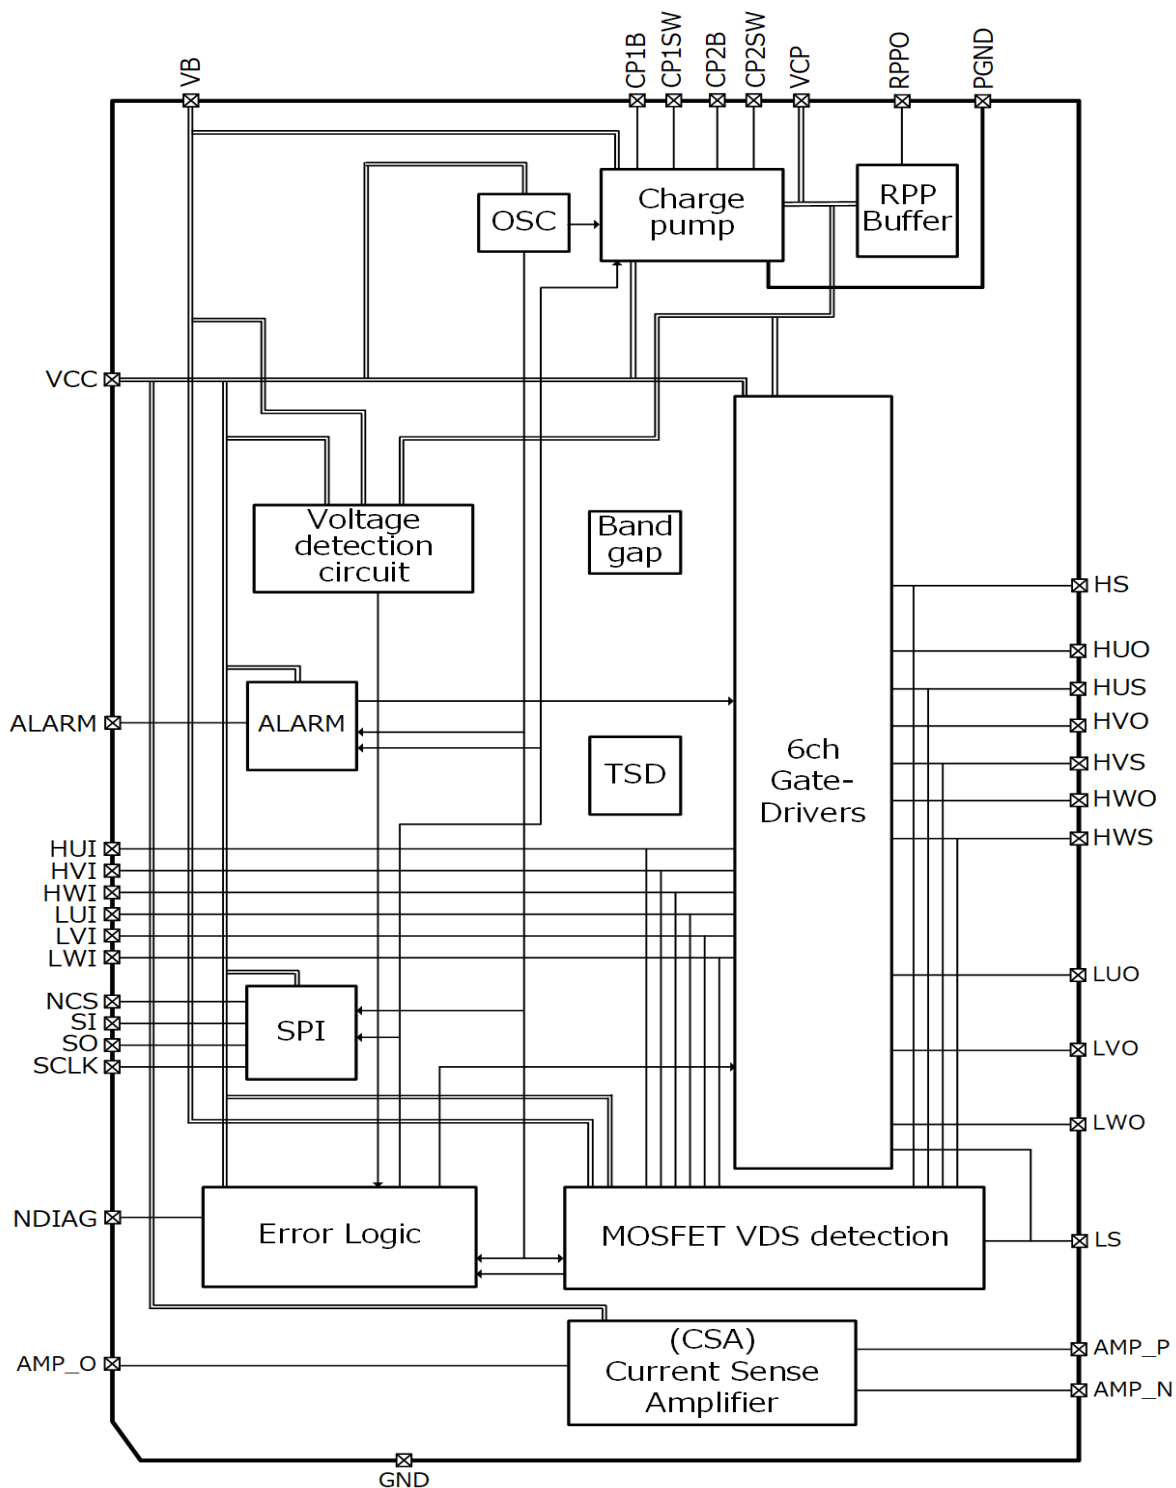 VB
CP1B
CP1SW
CP2B
CP2SW
VCP
RPPO
PGND
OSC
Charge
pump
RPP
Buffer
VCC
Voltage
detection
circuit
Band
gap
HS
HUO
HUS
HVO
HVS
HWO
HWS
ALARM
ALARM
TSD
6ch
Gate-
Drivers
HUI
HVI
HWI
LUI
LVI
LWI
NCS
SI
SO
SCLK
SPI
LUO
LVO
LWO
NDIAG
Error Logic
MOSFET VDS detection
LS
AMP_O
(CSA)
Current Sense
Amplifier
AMP_P
AMP_N
GND